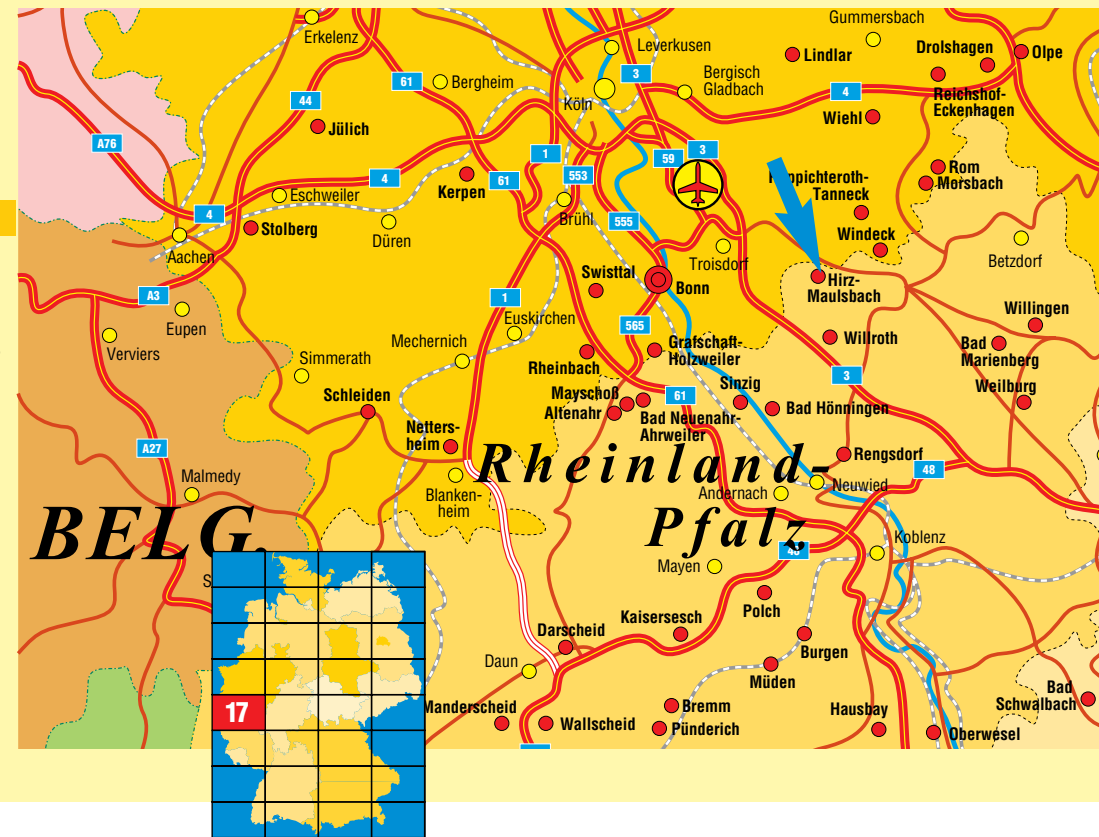 Gummersbach
Erkelenz
Leverkusen
Lindlar
Drolshagen
Olpe
3
61
Bergheim
Bergisch
Gladbach
4
Reichshof-
Eckenhagen
44
Köln
Wiehl
Jülich
A76
1
59
3
Rom
Morsbach
4
Kerpen
61
553
Tanneck
Eschweiler
4
Brühl
555
Stolberg
Düren
Windeck
Aachen
Troisdorf
Betzdorf
Swisttal
Bonn
Hirz-
Maulsbach
A3
1
Eupen
Euskirchen
565
Willingen
Verviers
Mechernich
Willroth
Grafschaft-
Holzweiler
Bad
Marienberg
Simmerath
Rheinbach
3
Weilburg
Schleiden
Mayschoß
Altenahr
61
Sinzig
Bad Hönningen
Bad Neuenahr-
Ahrweiler
Nettersheim
A27
Rheinland-
Pfalz
Rengsdorf
48
Malmedy
Blanken-
heim
Andernach
Neuwied
BELG.
Koblenz
48
Mayen
Polch
Kaisersesch
Darscheid
Burgen
Daun
Müden
17
Manderscheid
Wallscheid
Bremm
Pünderich
Hausbay
Bad
Schwalbach
Oberwesel